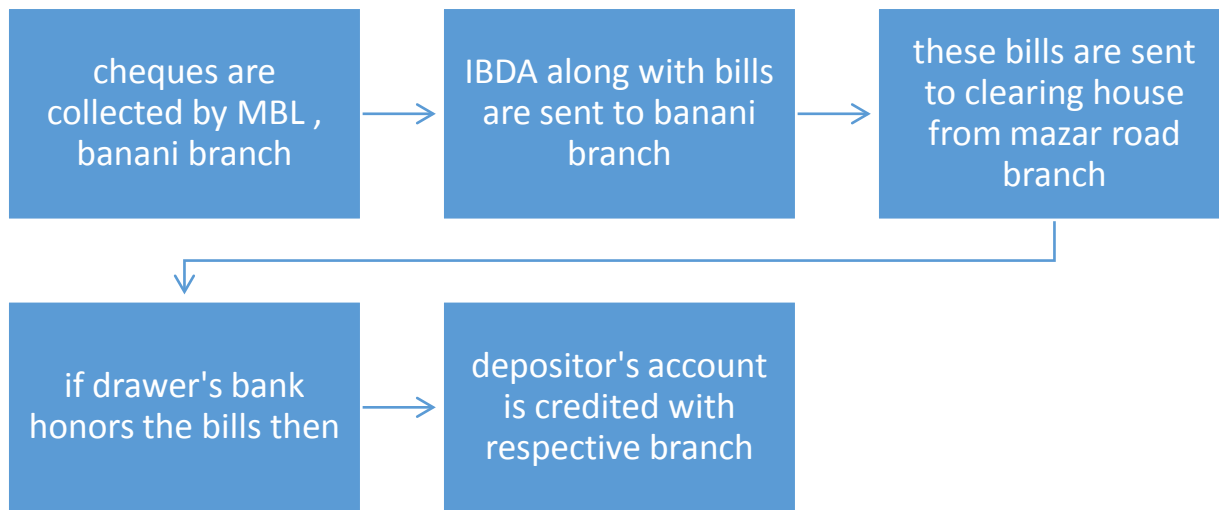 cheques are
collected by MBL ,
banani branch
IBDA along with bills
are sent to banani
branch
these bills are sent
to clearing house
from mazar road
branch
if drawer's bank
honors the bills then
depositor's account
is credited with
respective branch